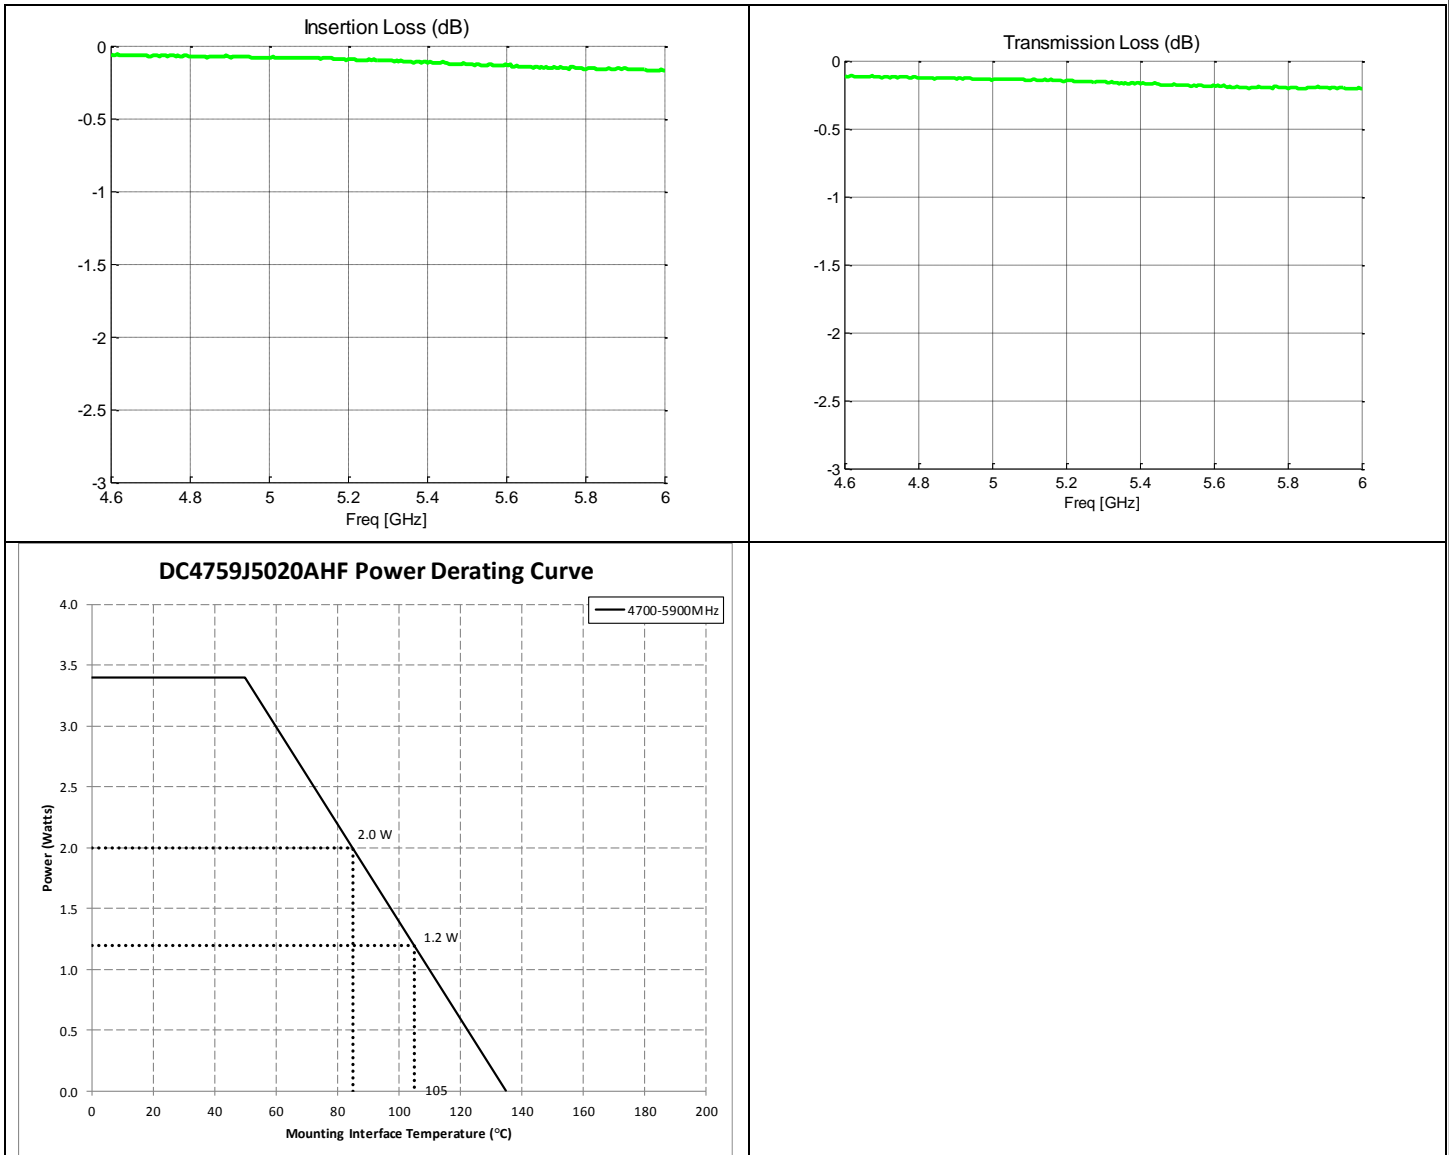 Insertion Loss (dB)
0
-0.5
-1
-1.5
-2
-2.5
-3
4.6 4.8 5 5.2 5.4 5.6 5.8 6
Freq [GHz]
Transmission Loss (dB)
0
-0.5
-1
-1.5
-2
-2.5
-3
4.6 4.8 5 5.2 5.4 5.6 5.8 6
Freq [GHz]
DC4759J5020AHF Power Derating Curve
4700-5900MHz
Power (Watts)
4.0
3.5
3.0
2.5
2.0
1.5
1.0
0.5
0.0
2.0 W
1.2 W
105
0 20 40 60 80 100 120 140 160 180 200
Mounting Interface Temperature (°C)